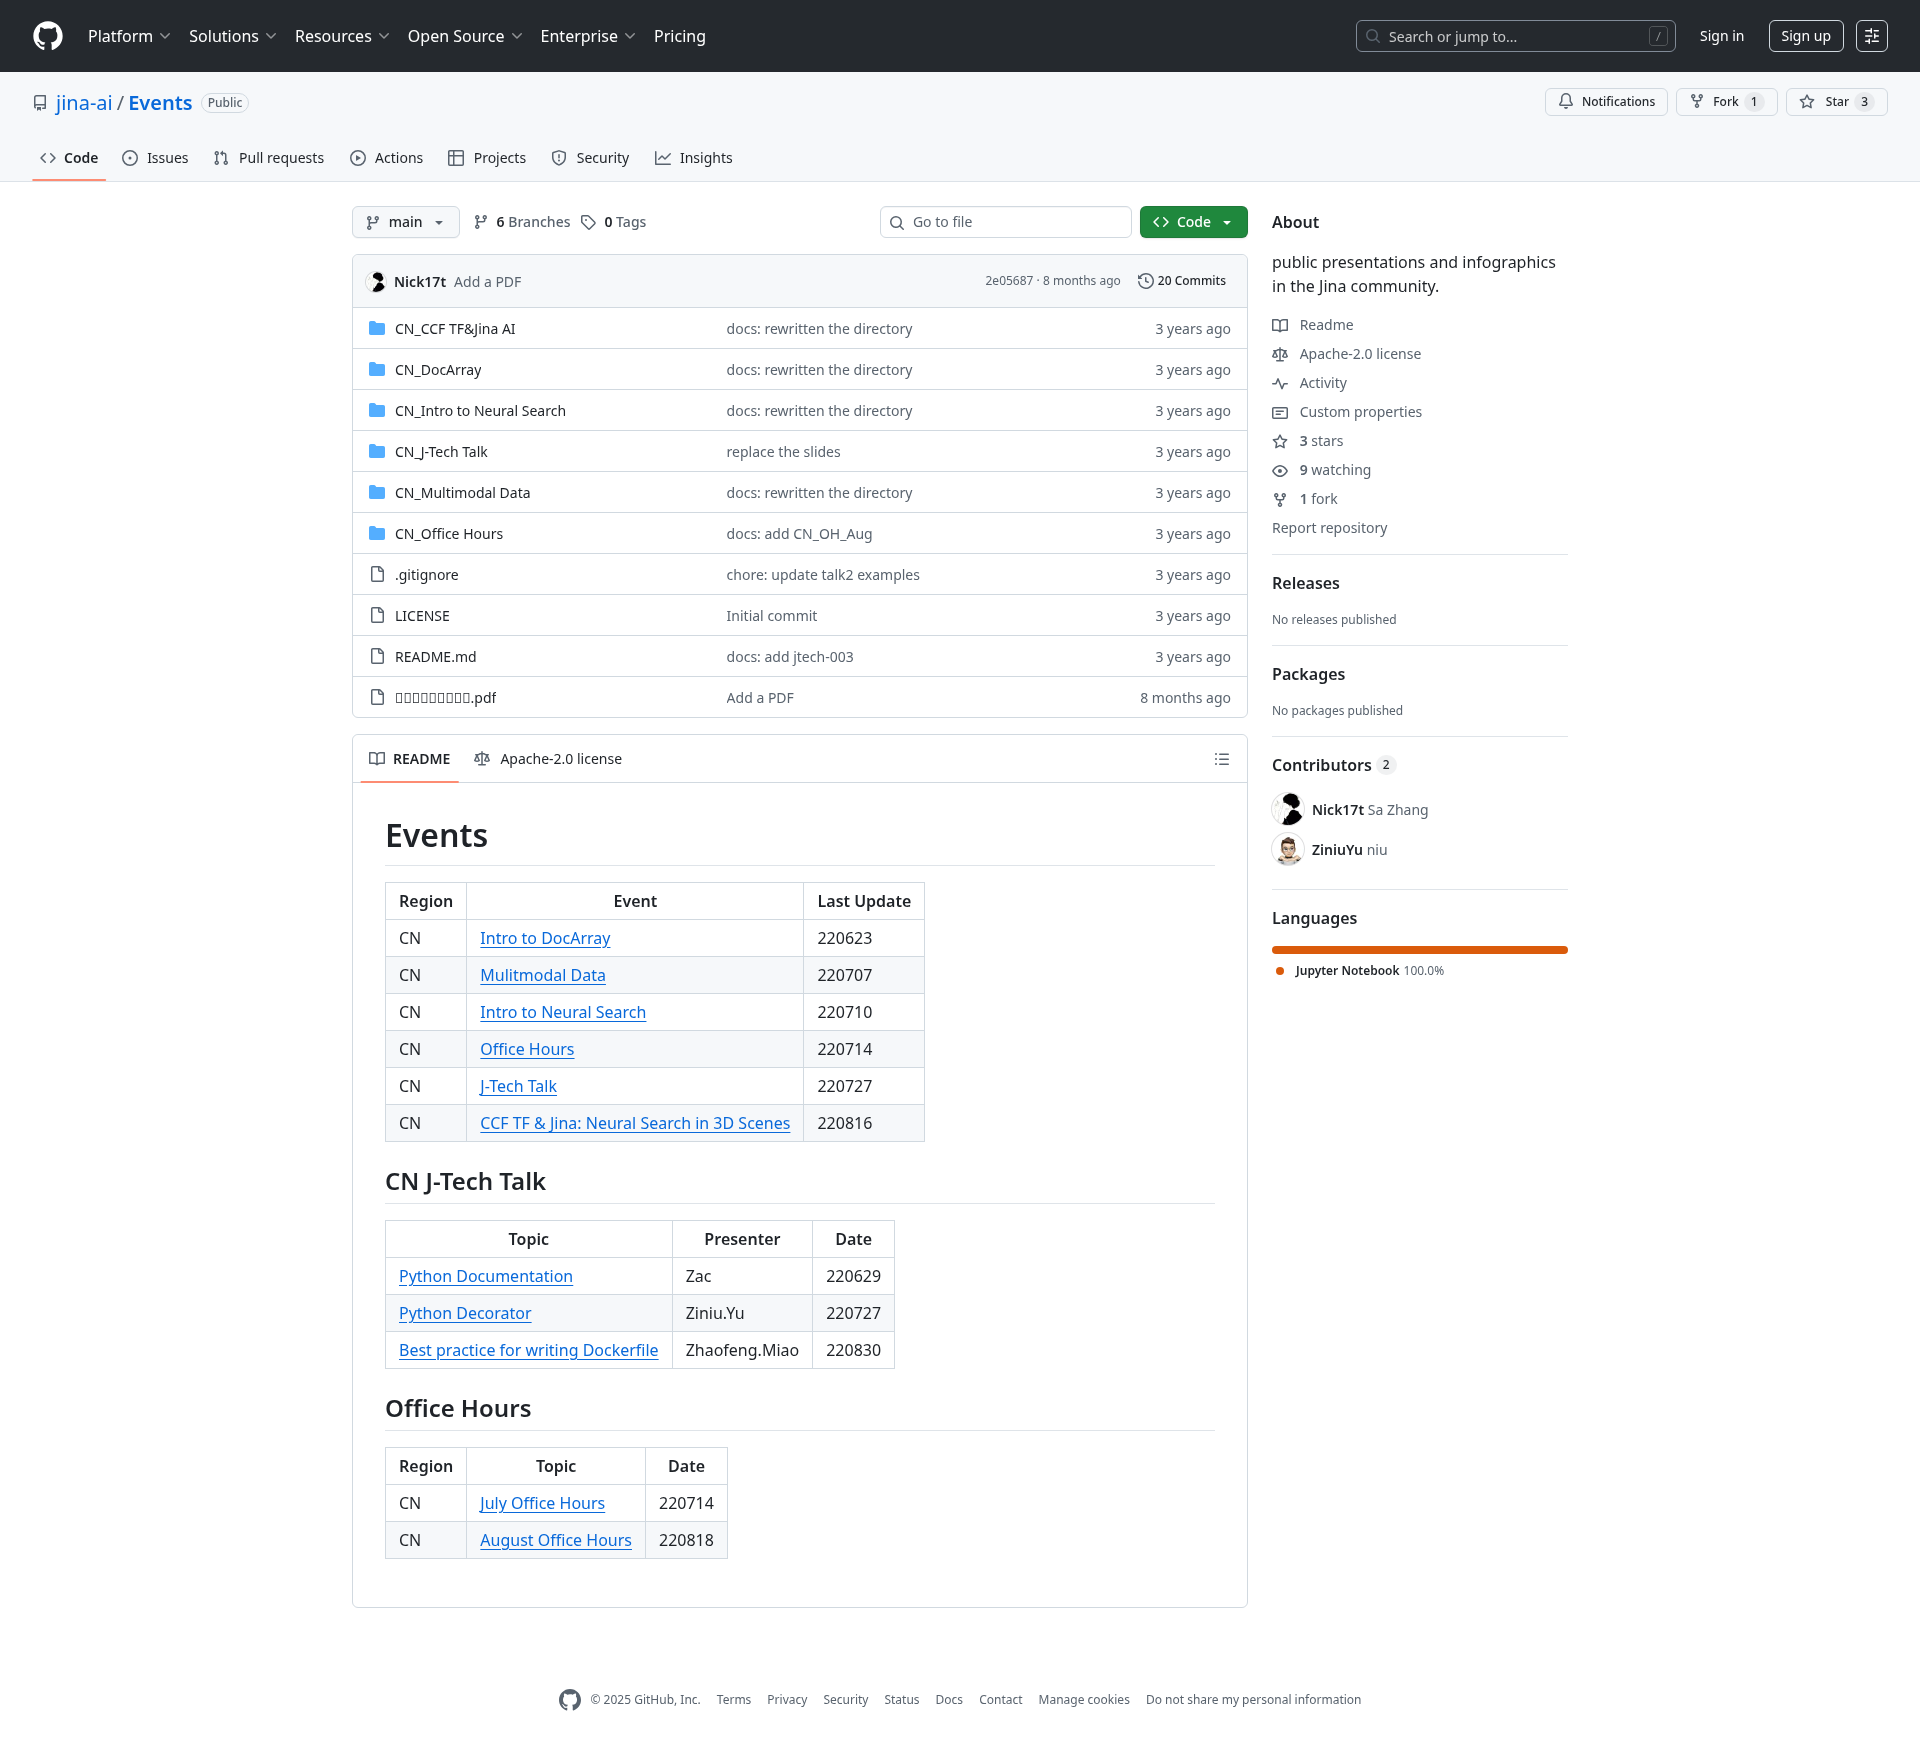 Platform Solutions Resources Open Source Enterprise Pricing Search or jump to... / Sign in Sign up
jina-ai / Events Public Notifications Fork 1 Star 3
Code Issues Pull requests Actions Projects Security Insights
main 6 Branches 0 Tags Go to file Code
Nick17t Add a PDF 2e05687 · 8 months ago 20 Commits
CN_CCF TF&Jina AI docs: rewritten the directory 3 years ago
CN_DocArray docs: rewritten the directory 3 years ago
CN_Intro to Neural Search docs: rewritten the directory 3 years ago
CN_J-Tech Talk replace the slides 3 years ago
CN_Multimodal Data docs: rewritten the directory 3 years ago
CN_Office Hours docs: add CN_OH_Aug 3 years ago
.gitignore chore: update talk2 examples 3 years ago
LICENSE Initial commit 3 years ago
README.md docs: add jtech-003 3 years ago
.pdf Add a PDF 8 months ago
README Apache-2.0 license
Events
Region Event Last Update
CN Intro to DocArray 220623
CN Mulitmodal Data 220707
CN Intro to Neural Search 220710
CN Office Hours 220714
CN J-Tech Talk 220727
CN CCF TF & Jina: Neural Search in 3D Scenes 220816
CN J-Tech Talk
Topic Presenter Date
Python Documentation Zac 220629
Python Decorator Ziniu.Yu 220727
Best practice for writing Dockerfile Zhaofeng.Miao 220830
Office Hours
Region Topic Date
CN July Office Hours 220714
CN August Office Hours 220818
About
public presentations and infographics
in the Jina community.
Readme
Apache-2.0 license
Activity
Custom properties
3 stars
9 watching
1 fork
Report repository
Releases
No releases published
Packages
No packages published
Contributors 2
Nick17t Sa Zhang
ZiniuYu niu
Languages
Jupyter Notebook 100.0%
© 2025 GitHub, Inc. Terms Privacy Security Status Docs Contact Manage cookies Do not share my personal information